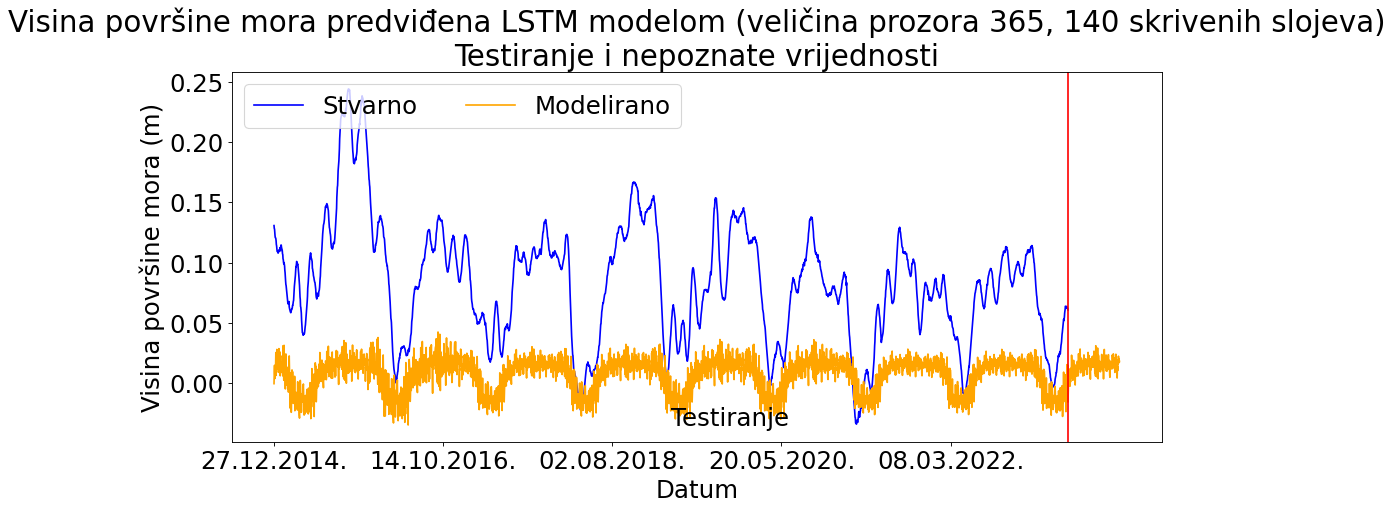 Visina površine mora predviđena LSTM modelom (veličina prozora 365, 140 skrivenih slojeva)
Testiranje i nepoznate vrijednosti
Stvarno
Modelirano
Visina površine mora (m)
0.25
0.20
0.15
0.10
0.05
0.00
Testiranje
27.12.2014.
14.10.2016.
02.08.2018.
20.05.2020.
08.03.2022.
Datum